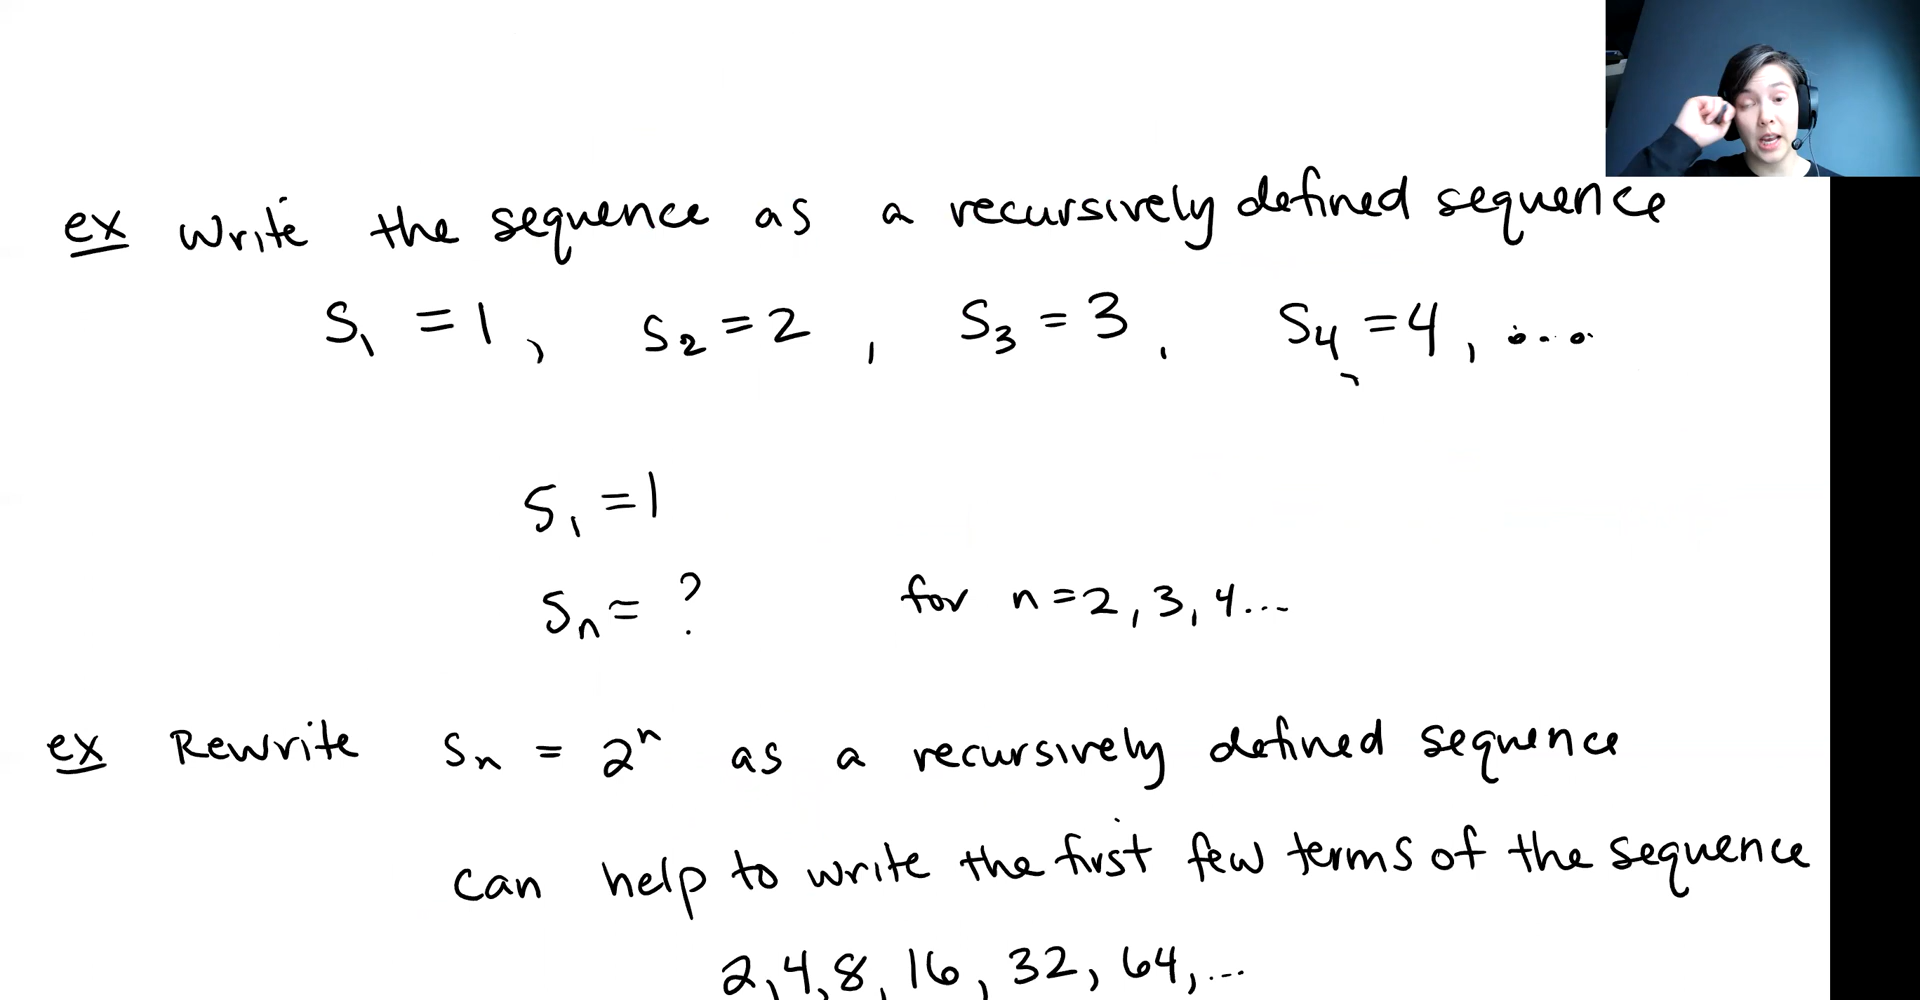 ex Write the sequence as a recursively defined sequence
S₁ = 1, S₂ = 2, S₃ = 3, S₄ = 4, ...
S₁ = 1
Sₙ = ? for n = 2, 3, 4...
ex Rewrite Sₙ = 2ⁿ as a recursively defined sequence
can help to write the first few terms of the sequence
2, 4, 8, 16, 32, 64, ...